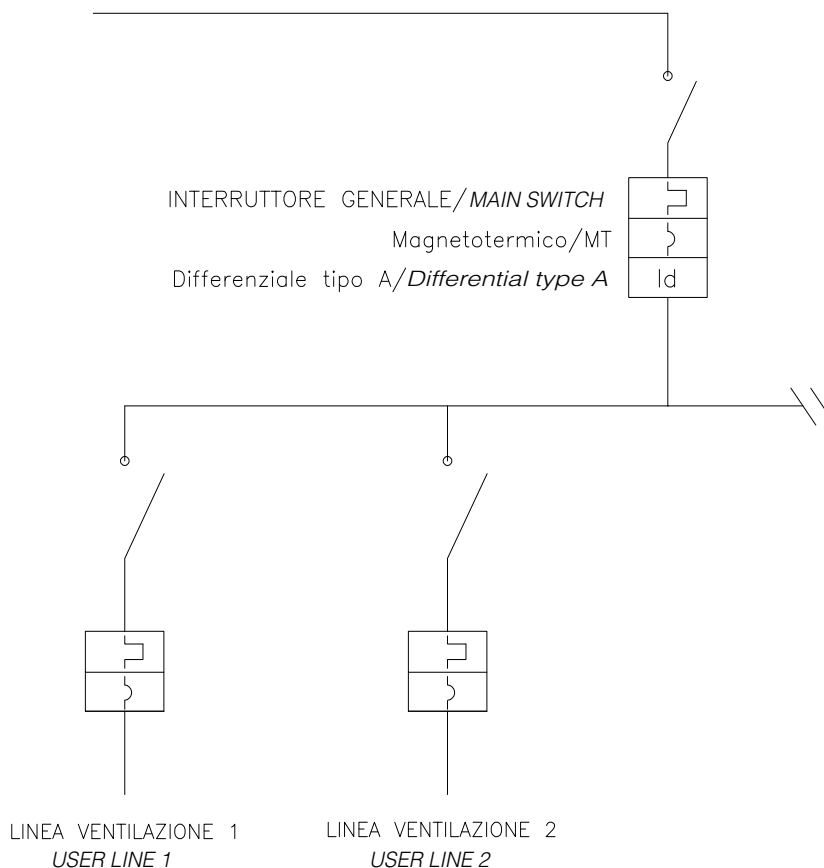 INTERRUTTORE GENERALE/MAIN SWITCH
Magnetotermico/MT
Differenziale tipo A/Differential type A
Id
LINEA VENTILAZIONE 1
USER LINE 1
LINEA VENTILAZIONE 2
USER LINE 2